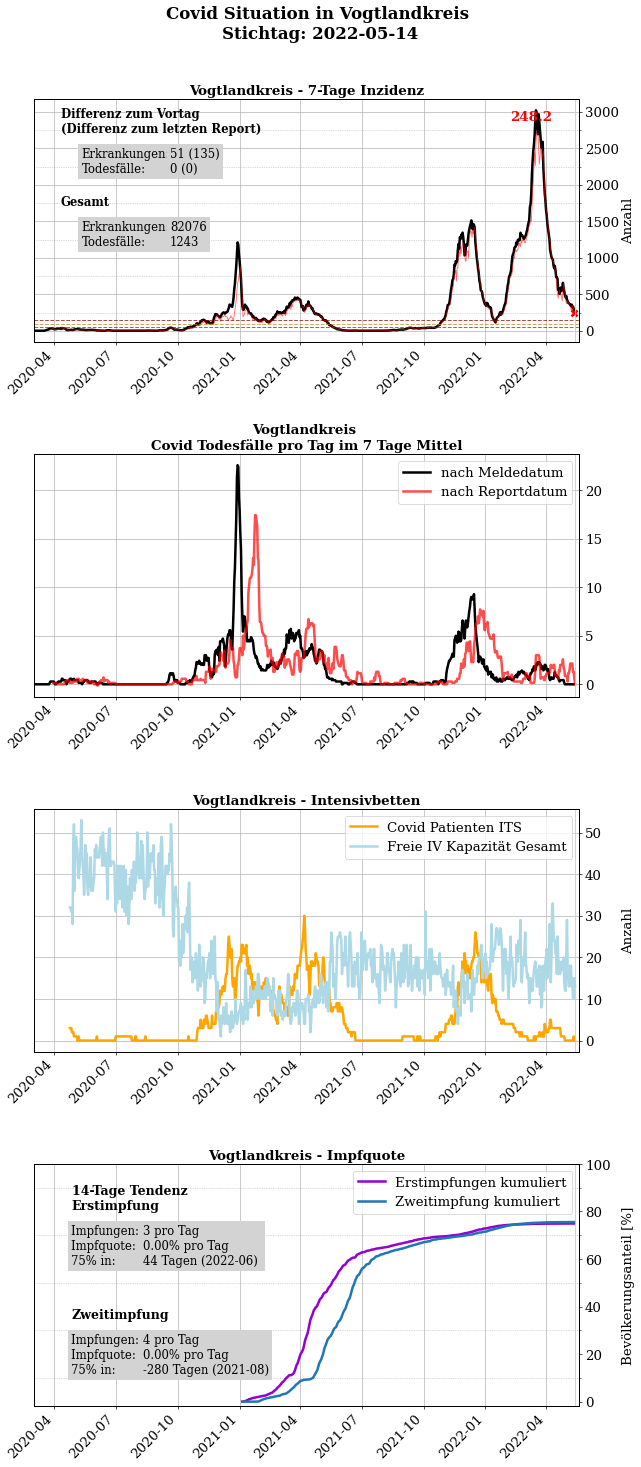 Covid Situation in Vogtlandkreis
Stichtag: 2022-05-14
Vogtlandkreis - 7-Tage Inzidenz
Differenz zum Vortag
(Differenz zum letzten Report)
Erkrankungen 51 (135)
Todesfälle: 0 (0)
Gesamt
Erkrankungen 82076
Todesfälle: 1243
248.2
3000
2500
2000
1500
1000
500
0
Anzahl
2020-04 2020-07 2020-10 2021-01 2021-04 2021-07 2021-10 2022-01 2022-04
Vogtlandkreis
Covid Todesfälle pro Tag im 7 Tage Mittel
nach Meldedatum
nach Reportdatum
20
15
10
5
0
2020-04 2020-07 2020-10 2021-01 2021-04 2021-07 2021-10 2022-01 2022-04
Vogtlandkreis - Intensivbetten
Covid Patienten ITS
Freie IV Kapazität Gesamt
50
40
30
20
10
0
Anzahl
2020-04 2020-07 2020-10 2021-01 2021-04 2021-07 2021-10 2022-01 2022-04
Vogtlandkreis - Impfquote
14-Tage Tendenz
Erstimpfung
Impfungen: 3 pro Tag
Impfquote: 0.00% pro Tag
75% in: 44 Tagen (2022-06)
Zweitimpfung
Impfungen: 4 pro Tag
Impfquote: 0.00% pro Tag
75% in: -280 Tagen (2021-08)
Erstimpfungen kumuliert
Zweitimpfung kumuliert
100
80
60
40
20
0
Bevölkerungsanteil [%]
2020-04 2020-07 2020-10 2021-01 2021-04 2021-07 2021-10 2022-01 2022-04